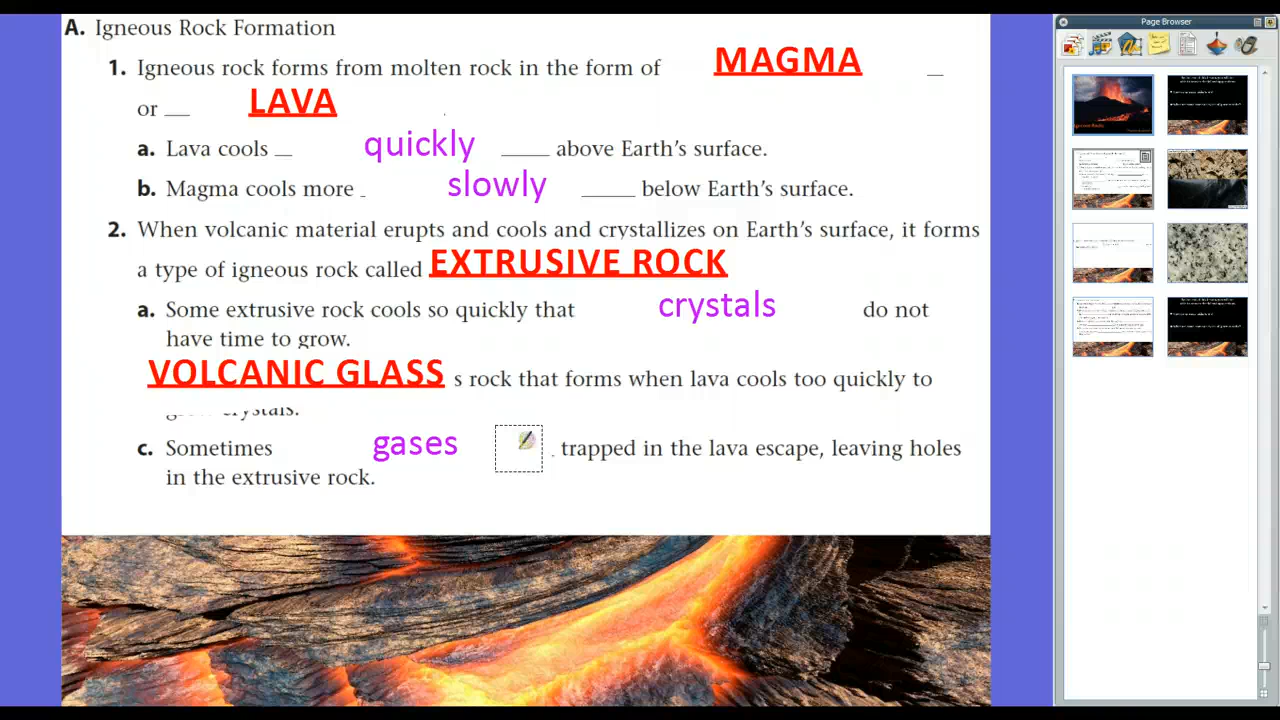 A. Igneous Rock Formation
1. Igneous rock forms from molten rock in the form of MAGMA
or LAVA
a. Lava cools quickly above Earth's surface.
b. Magna cools more slowly below Earth's surface.
2. When volcanic material erupts and cools and crystallizes on Earth's surface, it forms
a type of igneous rock called EXTRUSIVE ROCK
a. Some extrusive rock cools so quickly that crystals do not
have time to grow.
VOLCANIC GLASS s rock that forms when lava cools too quickly to
crystals.
c. Sometimes gases trapped in the lava escape, leaving holes
in the extrusive rock.
Page Browser
Igneous Rocks